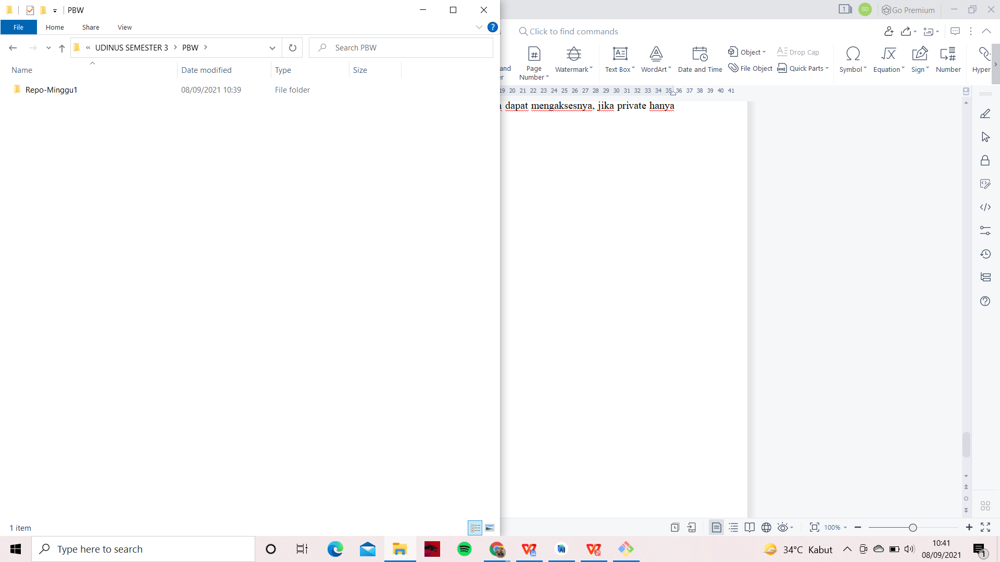 PBW
File Home Share View
« UDINUS SEMESTER 3 > PBW >
Search PBW
Name Date modified Type Size
Repo-Minggu1 08/09/2021 10:39 File folder
1 item
1 SD Go Premium
Click to find commands
Page Number
Watermark
Text Box
WordArt
Date and Time
Object
File Object
Drop Cap
Quick Parts
Symbol
Equation
Sign
Number
Hyper
19 20 21 22 23 24 25 26 27 28 29 30 31 32 33 34 35 36 37 38 39 40 41
dapat mengaksesnya, jika private hanya
100%
Type here to search
34°C Kabut
10:41
08/09/2021
1